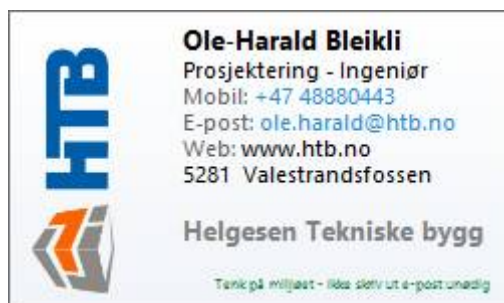 HTB
Ole-Harald Bleikli
Prosjektering - Ingeniør
Mobil: +47 48880443
E-post: ole.harald@htb.no
Web: www.htb.no
5281 Valestrandsfossen
Helgesen Tekniske bygg
Tenk på miljøet - ikke skriv ut e-post unødig